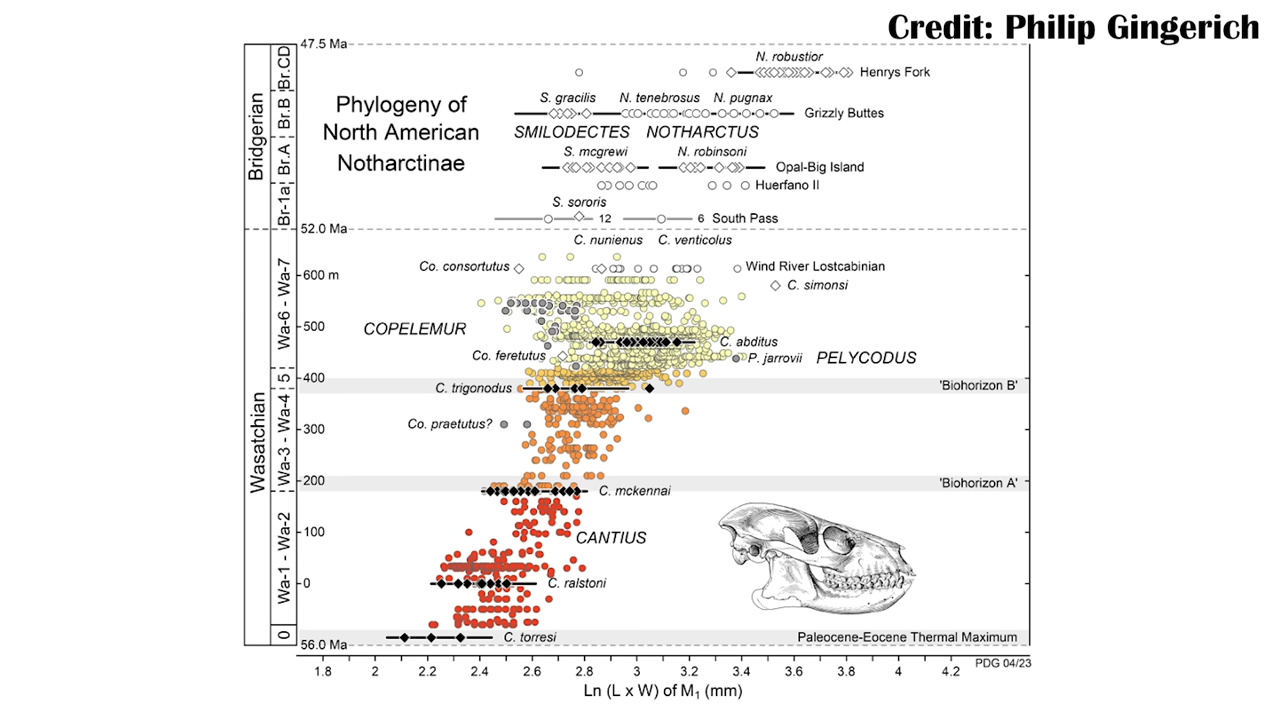 Credit: Philip Gingerich
47.5 Ma
Bridgerian
Br.CD
Br.B
Br.A
Br-1a
Phylogeny of
North American
Notharctinae
N. robustior
Henrys Fork
S. gracilis N. tenebrosus N. pugnax
Grizzly Buttes
SMILODECTES NOTHARCTUS
S. mcgrewi N. robinsoni
Opal-Big Island
Huerfano II
S. sororis
12 6 South Pass
52.0 Ma
Wasatchian
Wa-6 - Wa-7
5
Wa-3 - Wa-4
Wa-1 - Wa-2
0
C. nunienus C. venticolus
Co. consortutus Wind River Lostcabinian
600 m
C. simonsi
500
COPELEMUR
C. abditus
Co. feretutus P. jarrovii PELYCODUS
400
'Biohorizon B'
C. trigonodus
Co. praetutus?
300
200
'Biohorizon A'
C. mckennai
100
CANTIUS
0
C. ralstoni
C. torresi Paleocene-Eocene Thermal Maximum
56.0 Ma
PDG 04/23
1.8 2 2.2 2.4 2.6 2.8 3 3.2 3.4 3.6 3.8 4 4.2
Ln (L x W) of M1 (mm)